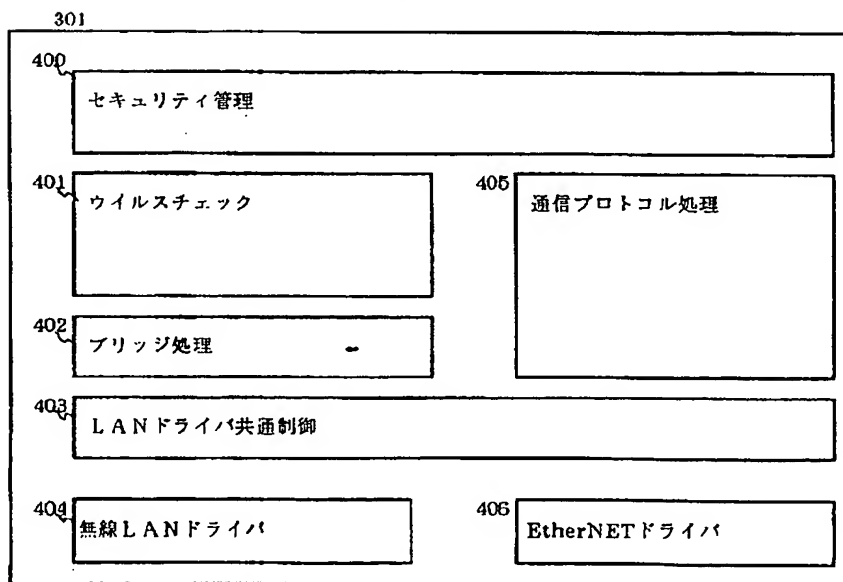 301
400
セキュリティ管理
401
ウイルスチェック
405
通信プロトコル処理
402
ブリッジ処理
403
LANドライバ共通制御
404
無線LANドライバ
406
EtherNETドライバ